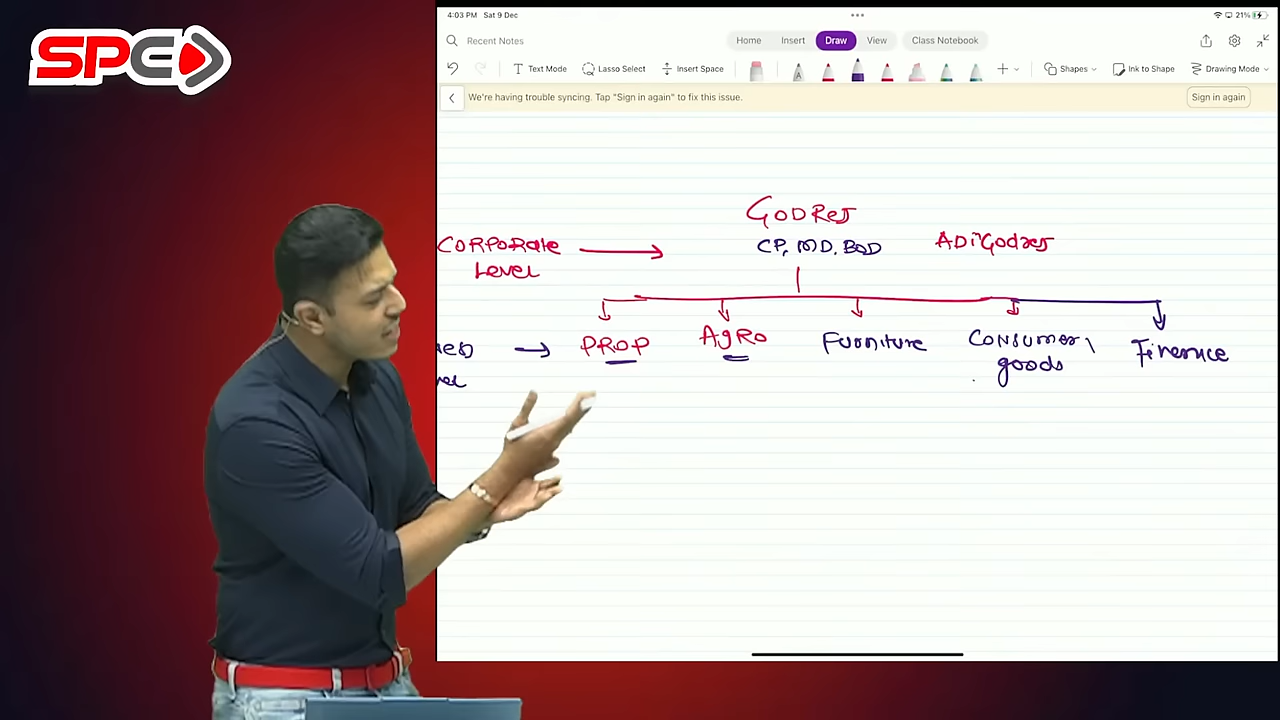 SPC
4:03 PM Sat 9 Dec
21%
Recent Notes
Home Insert Draw View Class Notebook
Text Mode Lasso Select Insert Space Shapes Ink to Shape Drawing Mode
We're having trouble syncing. Tap "Sign in again" to fix this issue. Sign in again
GODRej
CORPORate Level
CP, MD, BOD
ADiGodrej
PROP AgRo Furniture Consumer goods Finance